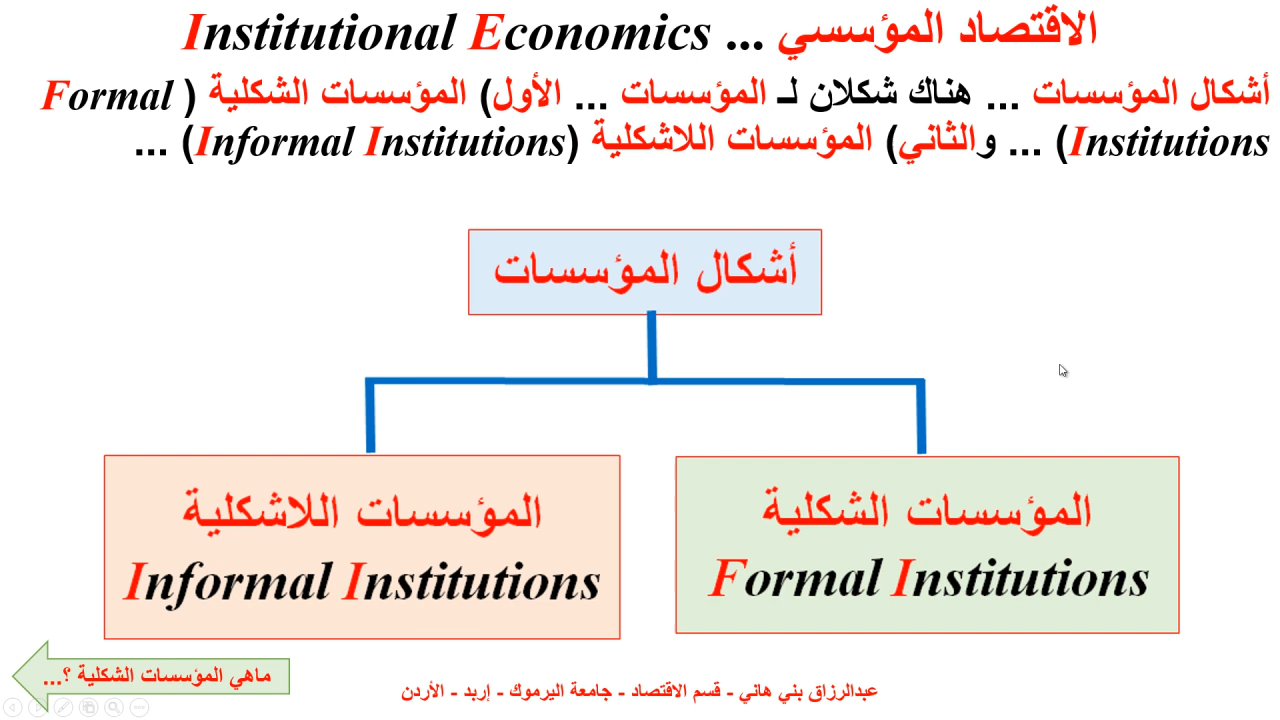 الاقتصاد المؤسسي ... Institutional Economics
أشكال المؤسسات ... هناك شكلان لـ المؤسسات ... الأول) المؤسسات الشكلية (Formal
Institutions) ... والثاني) المؤسسات اللاشكلية (Informal Institutions) ...
أشكال المؤسسات
المؤسسات الشكلية
Formal Institutions
المؤسسات اللاشكلية
Informal Institutions
ماهي المؤسسات الشكلية ؟...
عبدالرزاق بني هاني - قسم الاقتصاد - جامعة اليرموك - إربد - الأردن